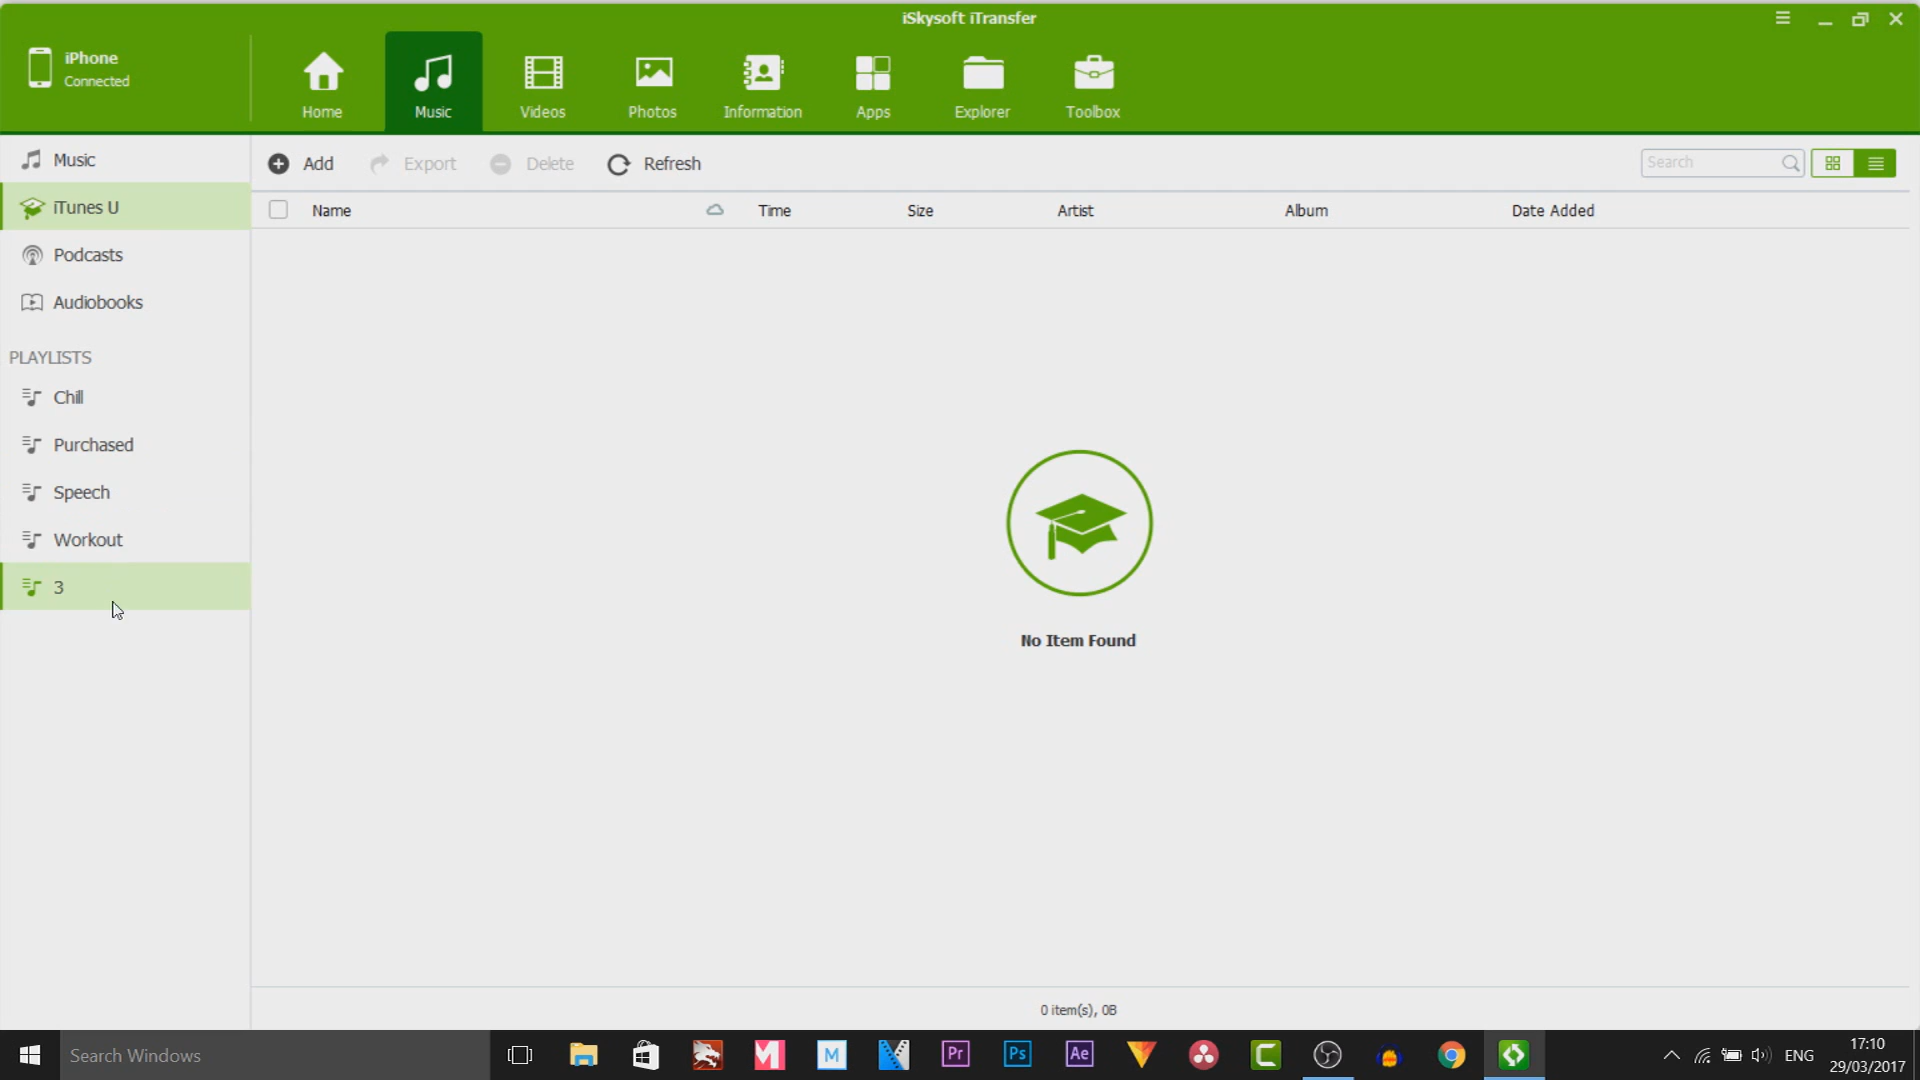 iSkysoft iTransfer
iPhone
Connected
Home
Music
Videos
Photos
Information
Apps
Explorer
Toolbox
Music
iTunes U
Podcasts
Audiobooks
PLAYLISTS
Chill
Purchased
Speech
Workout
3
Add
Export
Delete
Refresh
Search
Name
Time
Size
Artist
Album
Date Added
No Item Found
0 item(s), 0B
Search Windows
M
Pr
Ps
Ae
C
ENG
17:10
29/03/2017